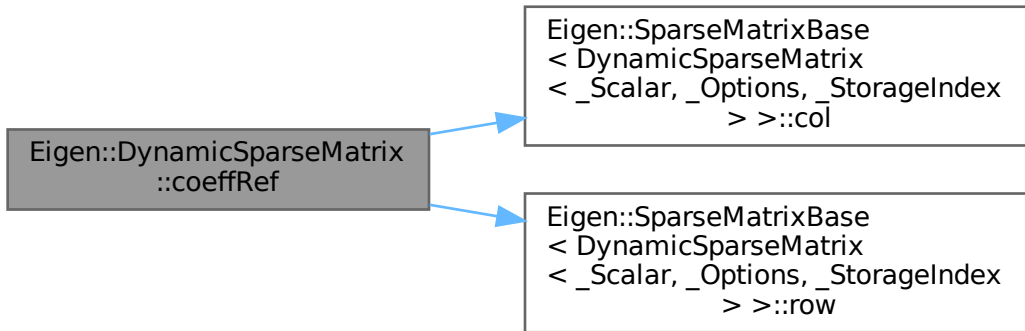 Eigen::DynamicSparseMatrix
::coeffRef
Eigen::SparseMatrixBase
< DynamicSparseMatrix
< _Scalar, _Options, _StorageIndex
> >::col
Eigen::SparseMatrixBase
< DynamicSparseMatrix
< _Scalar, _Options, _StorageIndex
> >::row